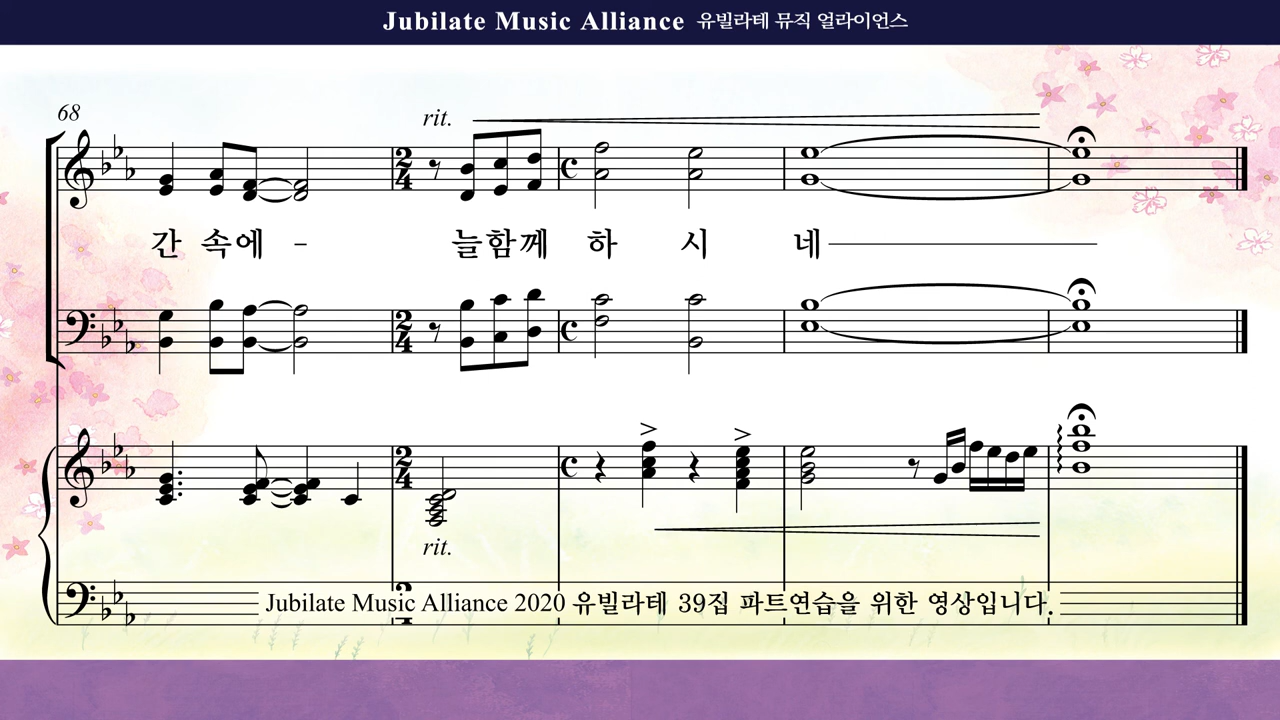 Jubilate Music Alliance 유빌라테 뮤직 얼라이언스
68
rit.
간 속에 - 늘함께 하 시 네
rit.
Jubilate Music Alliance 2020 유빌라테 39집 파트연습을 위한 영상입니다.